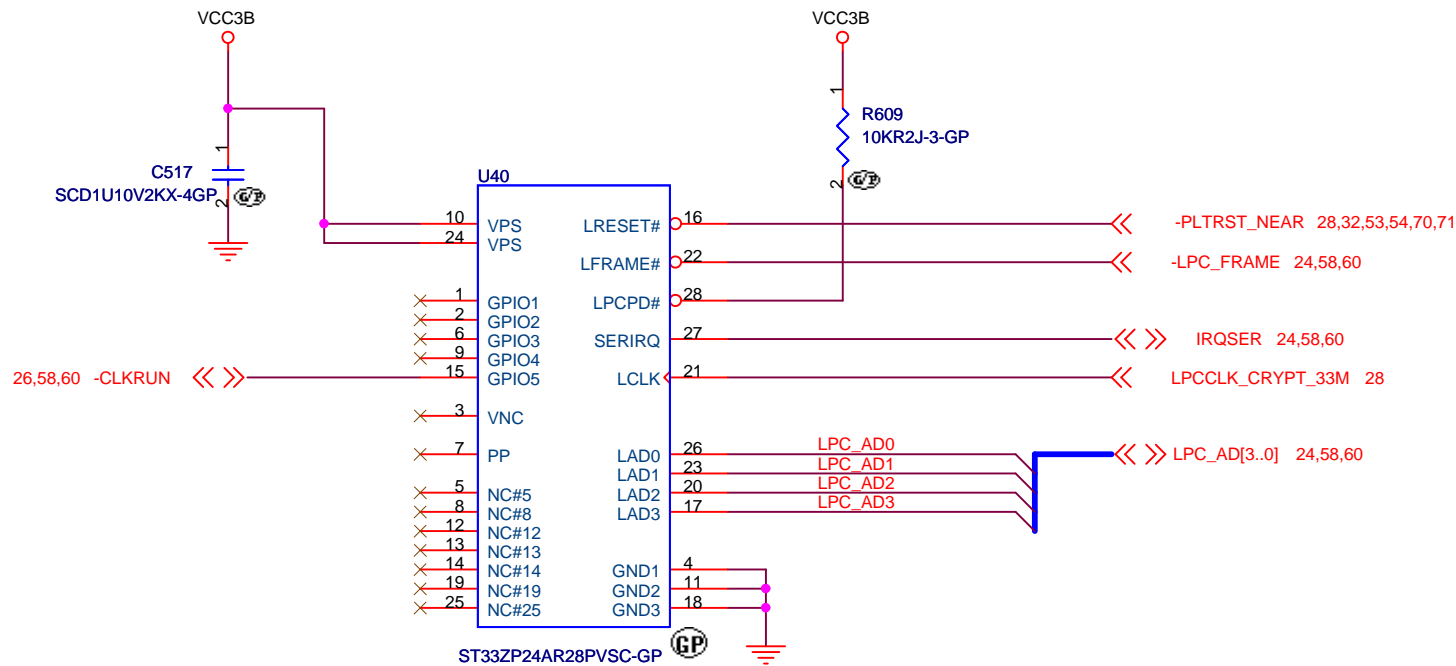 VCC3B
VCC3B
1
R609
10KR2J-3-GP
2
G/P
1
C517
SCD1U10V2KX-4GP
2
G/P
U40
10 VPS
24 VPS
1 GPIO1
2 GPIO2
6 GPIO3
9 GPIO4
26,58,60 -CLKRUN
15 GPIO5
3 VNC
7 PP
5 NC#5
8 NC#8
12 NC#12
13 NC#13
14 NC#14
19 NC#19
25 NC#25
LRESET# 16 -PLTRST_NEAR 28,32,53,54,70,71
LFRAME# 22 -LPC_FRAME 24,58,60
LPCPD# 28
SERIRQ 27 IRQSER 24,58,60
LCLK 21 LPCCLK_CRYPT_33M 28
LAD0 26 LPC_AD0 LPC_AD[3..0] 24,58,60
LAD1 23 LPC_AD1
LAD2 20 LPC_AD2
LAD3 17 LPC_AD3
GND1 4
GND2 11
GND3 18
ST33ZP24AR28PVSC-GP
GP